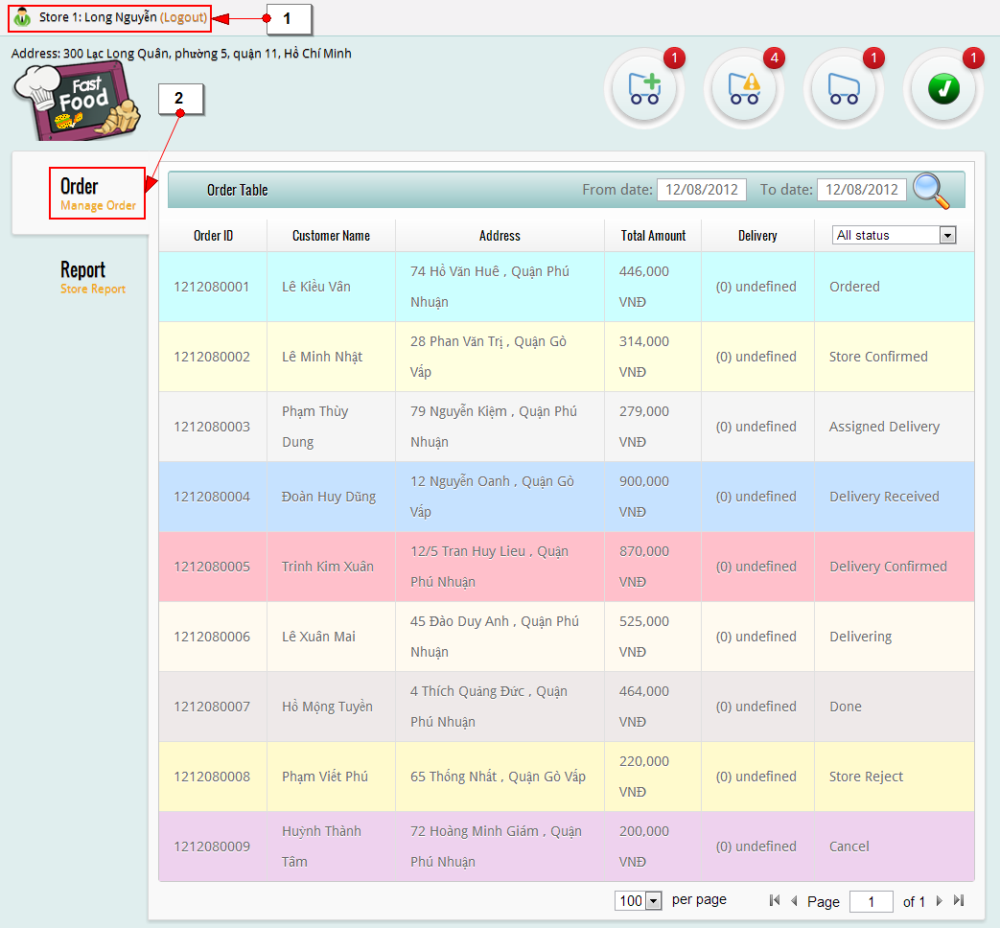 Store 1: Long Nguyễn (Logout)
1
Address: 300 Lạc Long Quân, phường 5, quận 11, Hồ Chí Minh
Fast
Food
2
1
4
1
1
Order
Manage Order
Report
Store Report
Order Table
From date: 12/08/2012 To date: 12/08/2012
Order ID Customer Name Address Total Amount Delivery All status
1212080001 Lê Kiều Vân 74 Hồ Văn Huê , Quận Phú Nhuận 446,000 VNĐ (0) undefined Ordered
1212080002 Lê Minh Nhật 28 Phan Văn Trị , Quận Gò Vấp 314,000 VNĐ (0) undefined Store Confirmed
1212080003 Phạm Thùy Dung 79 Nguyễn Kiệm , Quận Phú Nhuận 279,000 VNĐ (0) undefined Assigned Delivery
1212080004 Đoàn Huy Dũng 12 Nguyễn Oanh , Quận Gò Vấp 900,000 VNĐ (0) undefined Delivery Received
1212080005 Trinh Kim Xuân 12/5 Tran Huy Lieu , Quận Phú Nhuận 870,000 VNĐ (0) undefined Delivery Confirmed
1212080006 Lê Xuân Mai 45 Đào Duy Anh , Quận Phú Nhuận 525,000 VNĐ (0) undefined Delivering
1212080007 Hồ Mộng Tuyền 4 Thích Quảng Đức , Quận Phú Nhuận 464,000 VNĐ (0) undefined Done
1212080008 Phạm Viết Phú 65 Thống Nhất , Quận Gò Vấp 220,000 VNĐ (0) undefined Store Reject
1212080009 Huỳnh Thành Tâm 72 Hoàng Minh Giám , Quận Phú Nhuận 200,000 VNĐ (0) undefined Cancel
100 per page Page 1 of 1